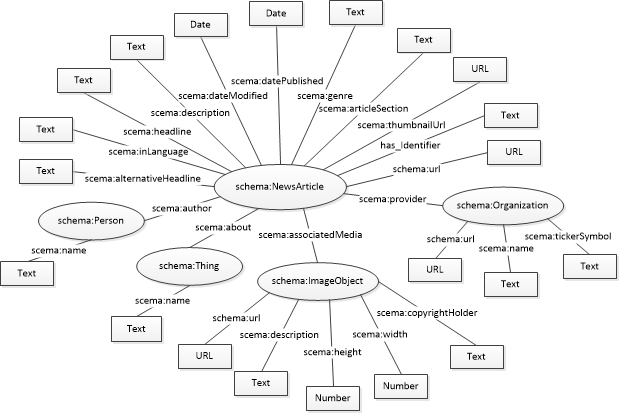 Date
Text
Date
Text
Text
Text
URL
scema:datePublished
Text
scema:dateModified
scema:genre
scema:articleSection
scema:description
Text
scema:thumbnailUrl
Text
scema:headline
has_Identifier
URL
scema:inLanguage
schema:url
Text
scema:alternativeHeadline
schema:NewsArticle
scema:provider
schema:Organization
scema:author
schema:Person
scema:about
scema:associatedMedia
schema:url
scema:tickerSymbol
scema:name
scema:name
Text
schema:Thing
URL
Text
Text
schema:ImageObject
scema:name
schema:url
scema:copyrightHolder
Text
scema:description
scema:width
scema:height
URL
Text
Text
Number
Number